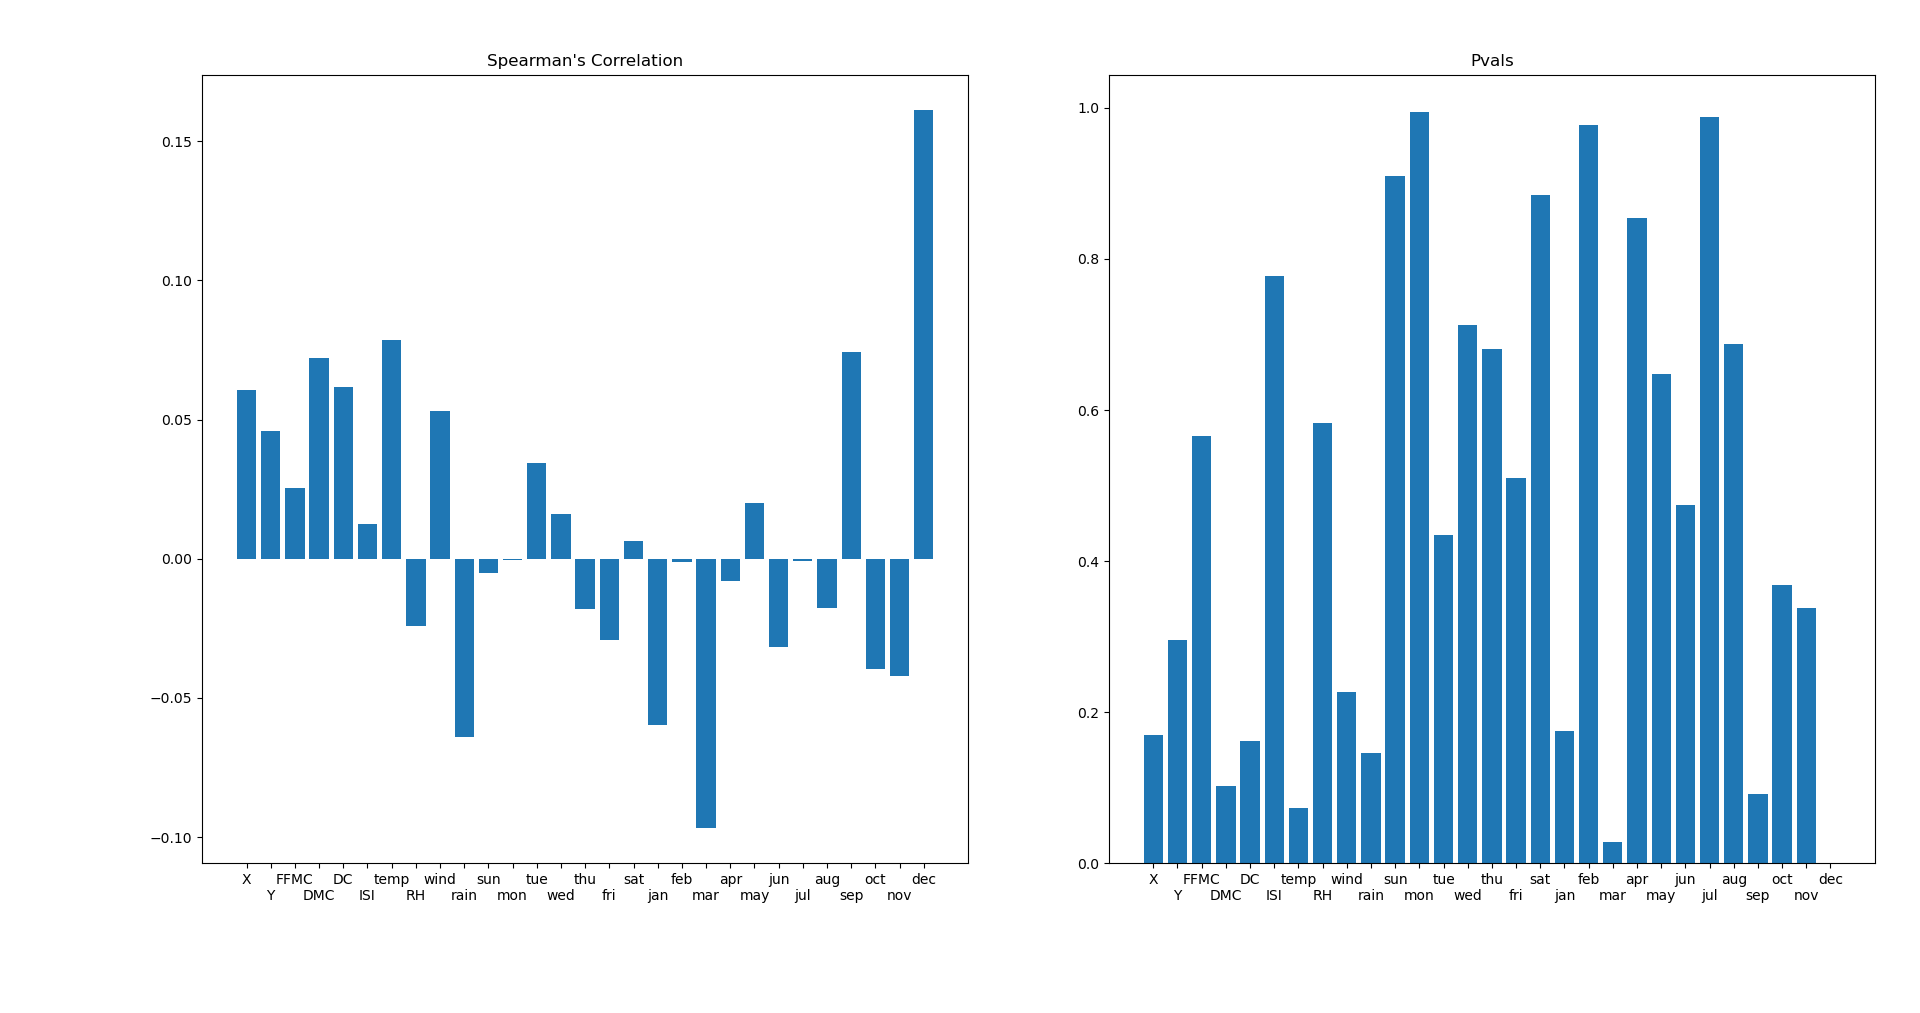 Spearman's Correlation
0.15
0.10
0.05
0.00
−0.05
−0.10
X FFMC DC temp wind sun tue thu sat feb apr jun aug oct dec
Y DMC ISI RH rain mon wed fri jan mar may jul sep nov
Pvals
1.0
0.8
0.6
0.4
0.2
0.0
X FFMC DC temp wind sun tue thu sat feb apr jun aug oct dec
Y DMC ISI RH rain mon wed fri jan mar may jul sep nov